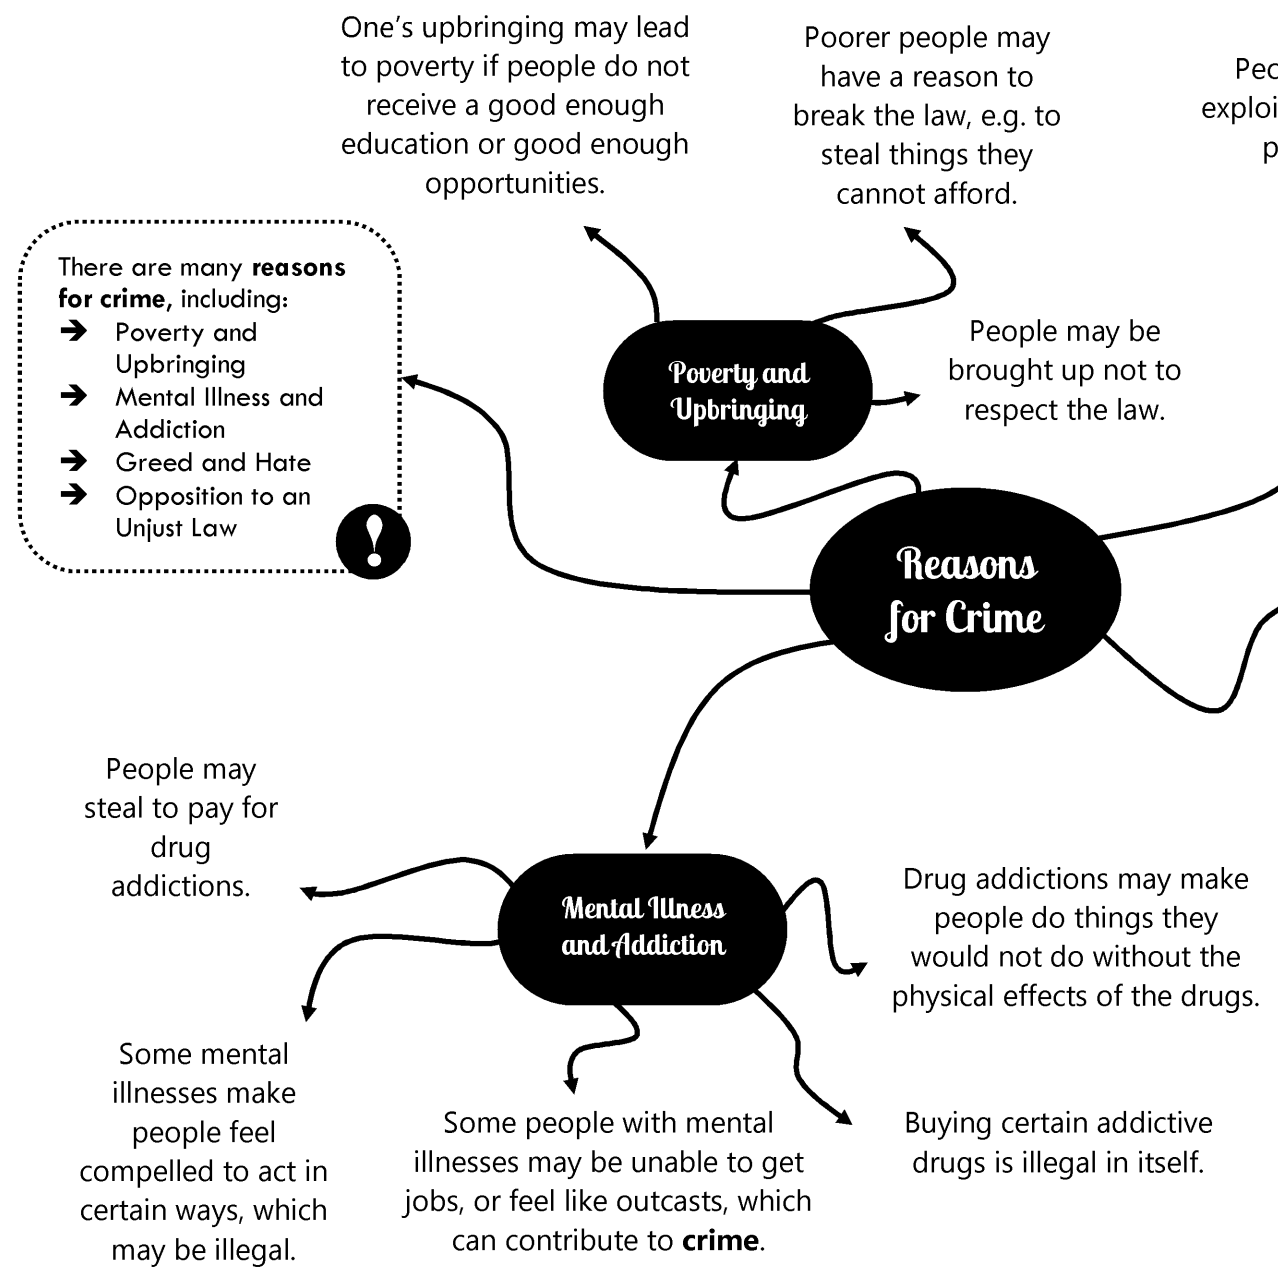 One's upbringing may lead
to poverty if people do not
receive a good enough
education or good enough
opportunities.
Poorer people may
have a reason to
break the law, e.g. to
steal things they
cannot afford.
There are many reasons
for crime, including:
➔ Poverty and
Upbringing
➔ Mental Illness and
Addiction
➔ Greed and Hate
➔ Opposition to an
Unjust Law
!
Poverty and
Upbringing
People may be
brought up not to
respect the law.
Reasons
for Crime
People may
steal to pay for
drug
addictions.
Mental Illness
and Addiction
Drug addictions may make
people do things they
would not do without the
physical effects of the drugs.
Some mental
illnesses make
people feel
compelled to act in
certain ways, which
may be illegal.
Some people with mental
illnesses may be unable to get
jobs, or feel like outcasts, which
can contribute to crime.
Buying certain addictive
drugs is illegal in itself.